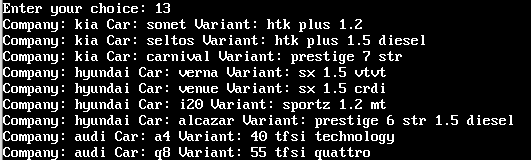 Enter your choice: 13
Company: kia Car: sonet Variant: htk plus 1.2
Company: kia Car: seltos Variant: htk plus 1.5 diesel
Company: kia Car: carnival Variant: prestige 7 str
Company: hyundai Car: verna Variant: sx 1.5 vtvt
Company: hyundai Car: venue Variant: sx 1.5 crdi
Company: hyundai Car: i20 Variant: sportz 1.2 mt
Company: hyundai Car: alcazar Variant: prestige 6 str 1.5 diesel
Company: audi Car: a4 Variant: 40 tfsi technology
Company: audi Car: q8 Variant: 55 tfsi quattro